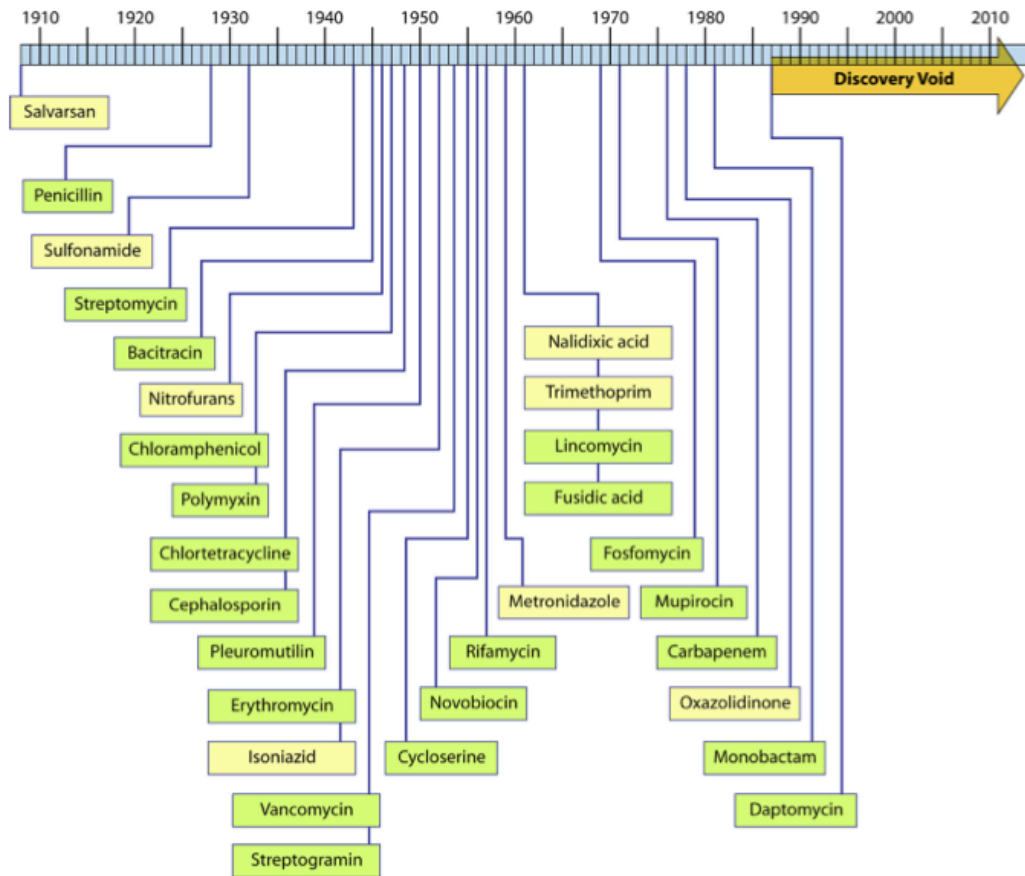 1910 1920 1930 1940 1950 1960 1970 1980 1990 2000 2010
Discovery Void
Salvarsan
Penicillin
Sulfonamide
Streptomycin
Bacitracin
Nitrofurans
Chloramphenicol
Polymyxin
Chlortetracycline
Cephalosporin
Pleuromutilin
Erythromycin
Isoniazid
Vancomycin
Streptogramin
Cycloserine
Novobiocin
Rifamycin
Metronidazole
Nalidixic acid
Trimethoprim
Lincomycin
Fusidic acid
Fosfomycin
Mupirocin
Carbapenem
Oxazolidinone
Monobactam
Daptomycin